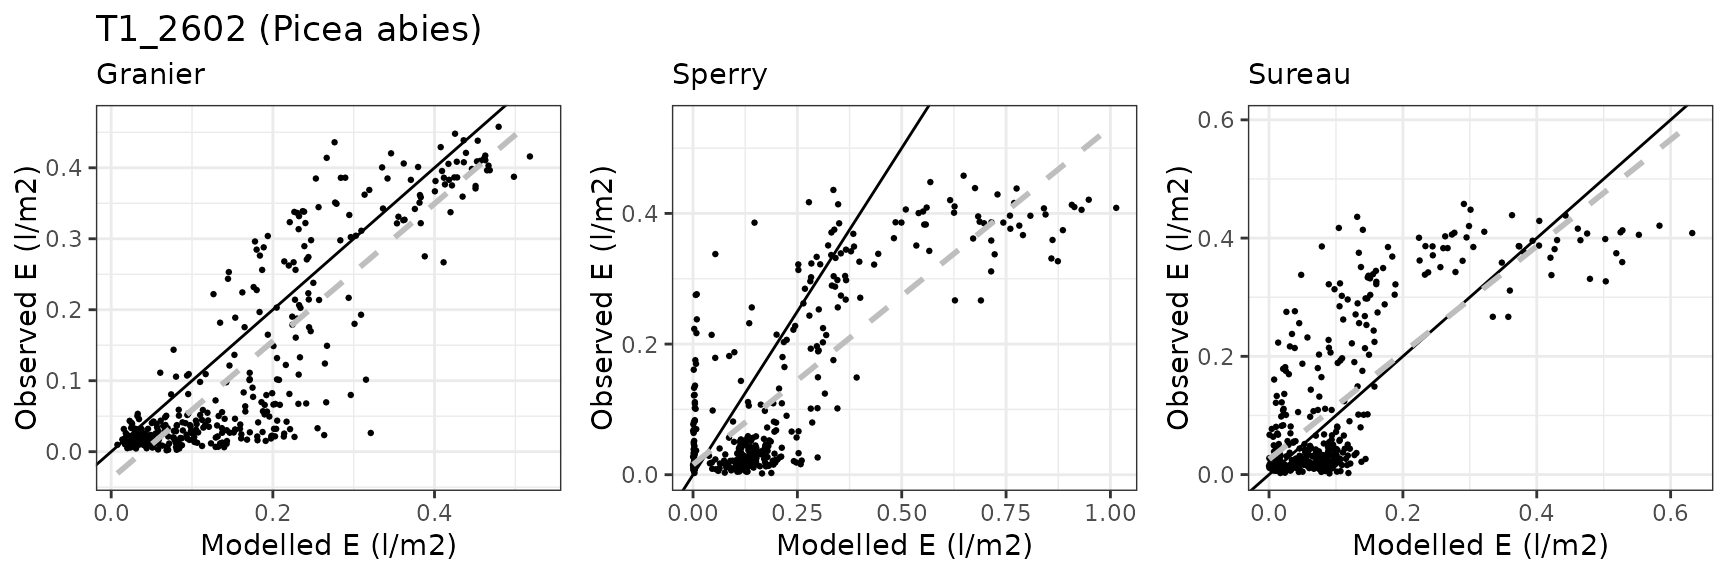 T1_2602 (Picea abies)
Granier
Observed E (l/m2)
0.4
0.3
0.2
0.1
0.0
0.0 0.2 0.4
Modelled E (l/m2)
Sperry
Observed E (l/m2)
0.4
0.2
0.0
0.00 0.25 0.50 0.75 1.00
Modelled E (l/m2)
Sureau
Observed E (l/m2)
0.6
0.4
0.2
0.0
0.0 0.2 0.4 0.6
Modelled E (l/m2)